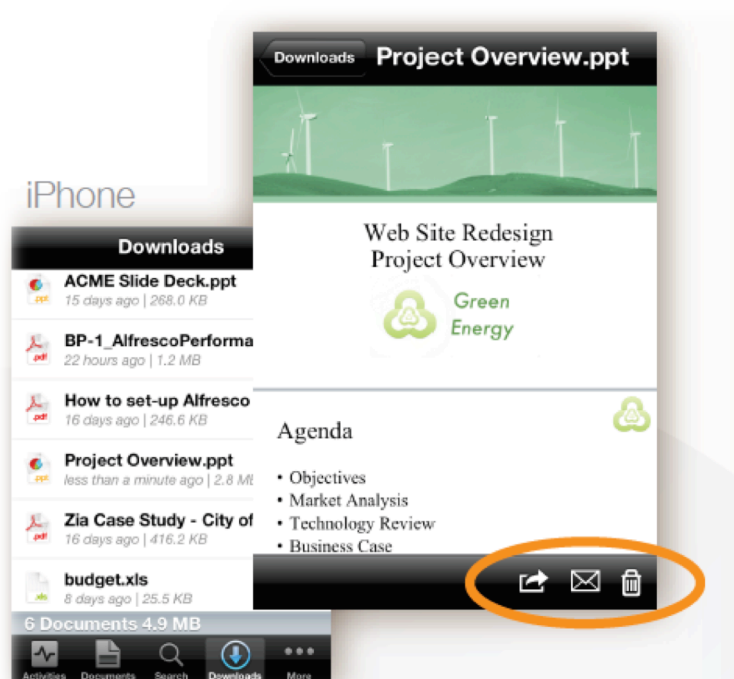 iPhone
Downloads
ACME Slide Deck.ppt
15 days ago | 268.0 KB
BP-1_AlfrescoPerforma
22 hours ago | 1.2 MB
How to set-up Alfresco
16 days ago | 246.6 KB
Project Overview.ppt
less than a minute ago | 2.8 MB
Zia Case Study - City of
16 days ago | 416.2 KB
budget.xls
8 days ago | 25.5 KB
6 Documents 4.9 MB
Activities Documents Search Downloads More
Downloads Project Overview.ppt
Web Site Redesign
Project Overview
Green
Energy
Agenda
• Objectives
• Market Analysis
• Technology Review
• Business Case